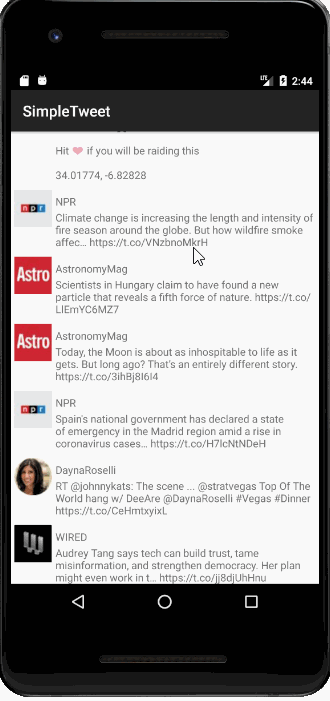 LTE 2:44
SimpleTweet
Hit ❤ if you will be raiding this
34.01774, -6.82828
npr
NPR
Climate change is increasing the length and intensity of
fire season around the globe. But how wildfire smoke
affec… https://t.co/VNzbnoMkrH
Astro
AstronomyMag
Scientists in Hungary claim to have found a new
particle that reveals a fifth force of nature. https://t.co/
LIEmYC6MZ7
Astro
AstronomyMag
Today, the Moon is about as inhospitable to life as it
gets. But long ago? That's an entirely different story.
https://t.co/3ihBj8I6I4
npr
NPR
Spain's national government has declared a state
of emergency in the Madrid region amid a rise in
coronavirus cases… https://t.co/H7lcNtNDeH
DaynaRoselli
RT @johnnykats: The scene ... @stratvegas Top Of The
World hang w/ DeeAre @DaynaRoselli #Vegas #Dinner
https://t.co/CeHmtxyixL
WIRED
Audrey Tang says tech can build trust, tame
misinformation, and strengthen democracy. Her plan
might even work in t… https://t.co/jj8djUhHnu